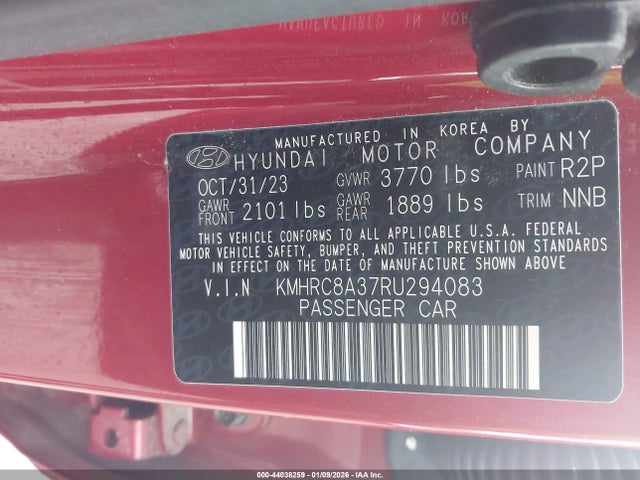 MANUFACTURED IN KOREA BY
HYUNDAI MOTOR COMPANY
OCT/31/23 GVWR 3770 lbs PAINT R2P
GAWR FRONT 2101 lbs GAWR REAR 1889 lbs TRIM NNB
THIS VEHICLE CONFORMS TO ALL APPLICABLE U.S.A. FEDERAL
MOTOR VEHICLE SAFETY, BUMPER, AND THEFT PREVENTION STANDARDS
IN EFFECT ON THE DATE OF MANUFACTURE SHOWN ABOVE
V.I.N KMHRC8A37RU294083
PASSENGER CAR
000-44038259 - 01/09/2026 - IAA Inc.